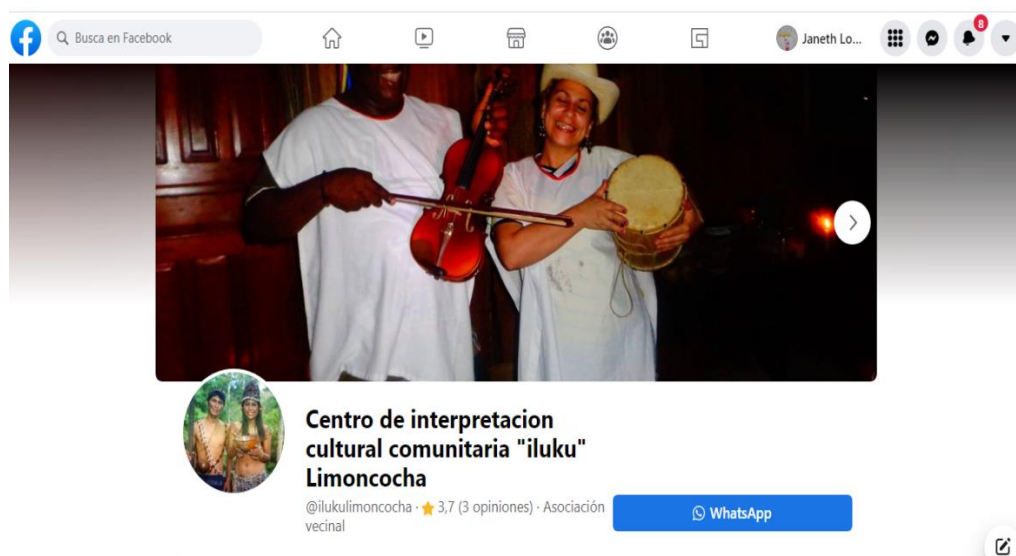 Busca en Facebook
Janeth Lo...
8
Centro de interpretacion
cultural comunitaria "iluku"
Limoncocha
@ilukulimoncocha · 3,7 (3 opiniones) · Asociación
vecinal
WhatsApp